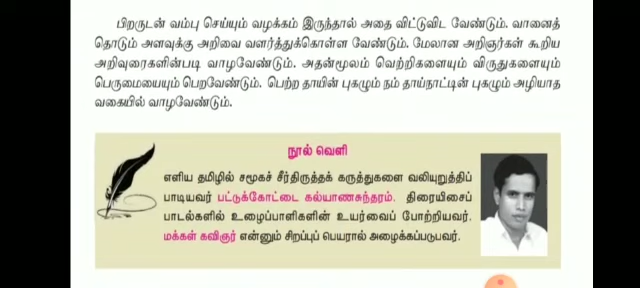 பிறருடன் வம்பு செய்யும் வழக்கம் இருந்தால் அதை விட்டுவிட வேண்டும். வானைத்
தொடும் அளவுக்கு அறிவை வளர்த்துக்கொள்ள வேண்டும். மேலான அறிஞர்கள் கூறிய
அறிவுரைகளின்படி வாழவேண்டும். அதன்மூலம் வெற்றிகளையும் விருதுகளையும்
பெருமையையும் பெறவேண்டும். பெற்ற தாயின் புகழும் நம் தாய்நாட்டின் புகழும் அழியாத
வகையில் வாழவேண்டும்.
நூல் வெளி
எளிய தமிழில் சமூகச் சீர்திருத்தக் கருத்துகளை வலியுறுத்திப்
பாடியவர் பட்டுக்கோட்டை கல்யாணசுந்தரம். திரையிசைப்
பாடல்களில் உழைப்பாளிகளின் உயர்வைப் போற்றியவர்.
மக்கள் கவிஞர் என்னும் சிறப்புப் பெயரால் அழைக்கப்படுபவர்.